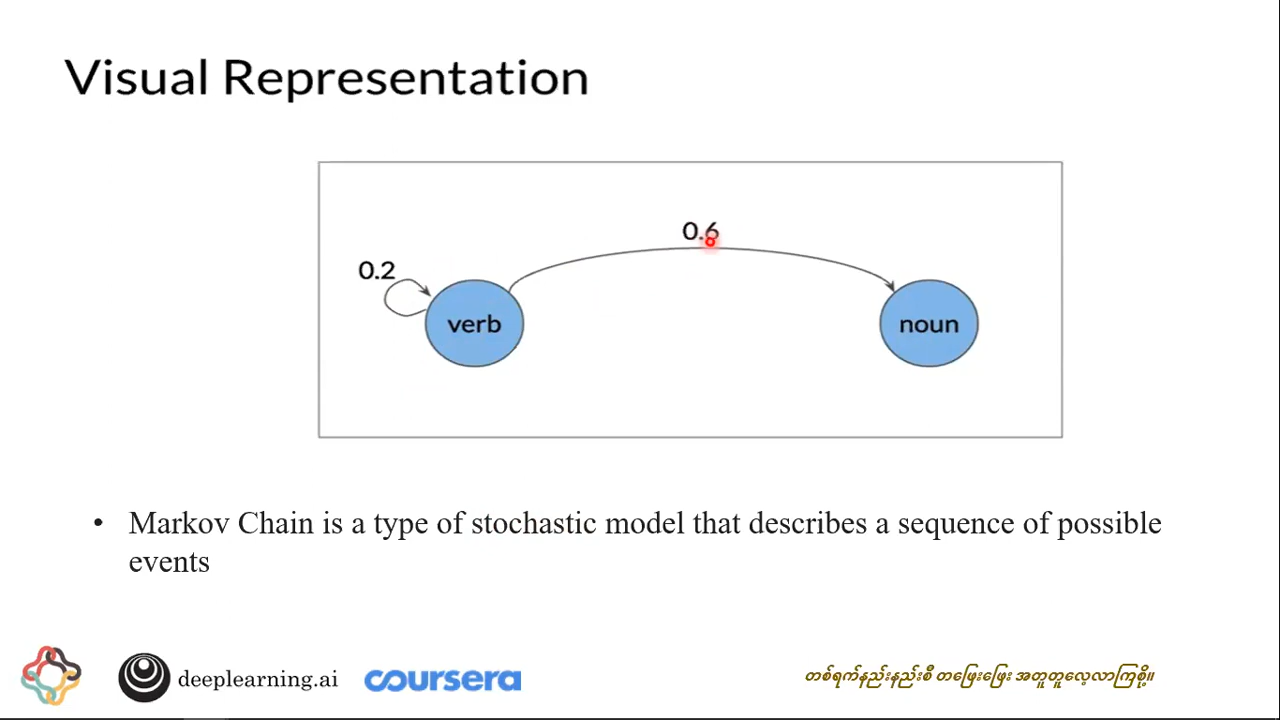 Visual Representation
0.6
0.2
verb
noun
• Markov Chain is a type of stochastic model that describes a sequence of possible
events
deeplearning.ai
coursera
တစ်ရက်နည်းနည်းစီ တဖြေးဖြေး အတူတူလေ့လာကြစို့။